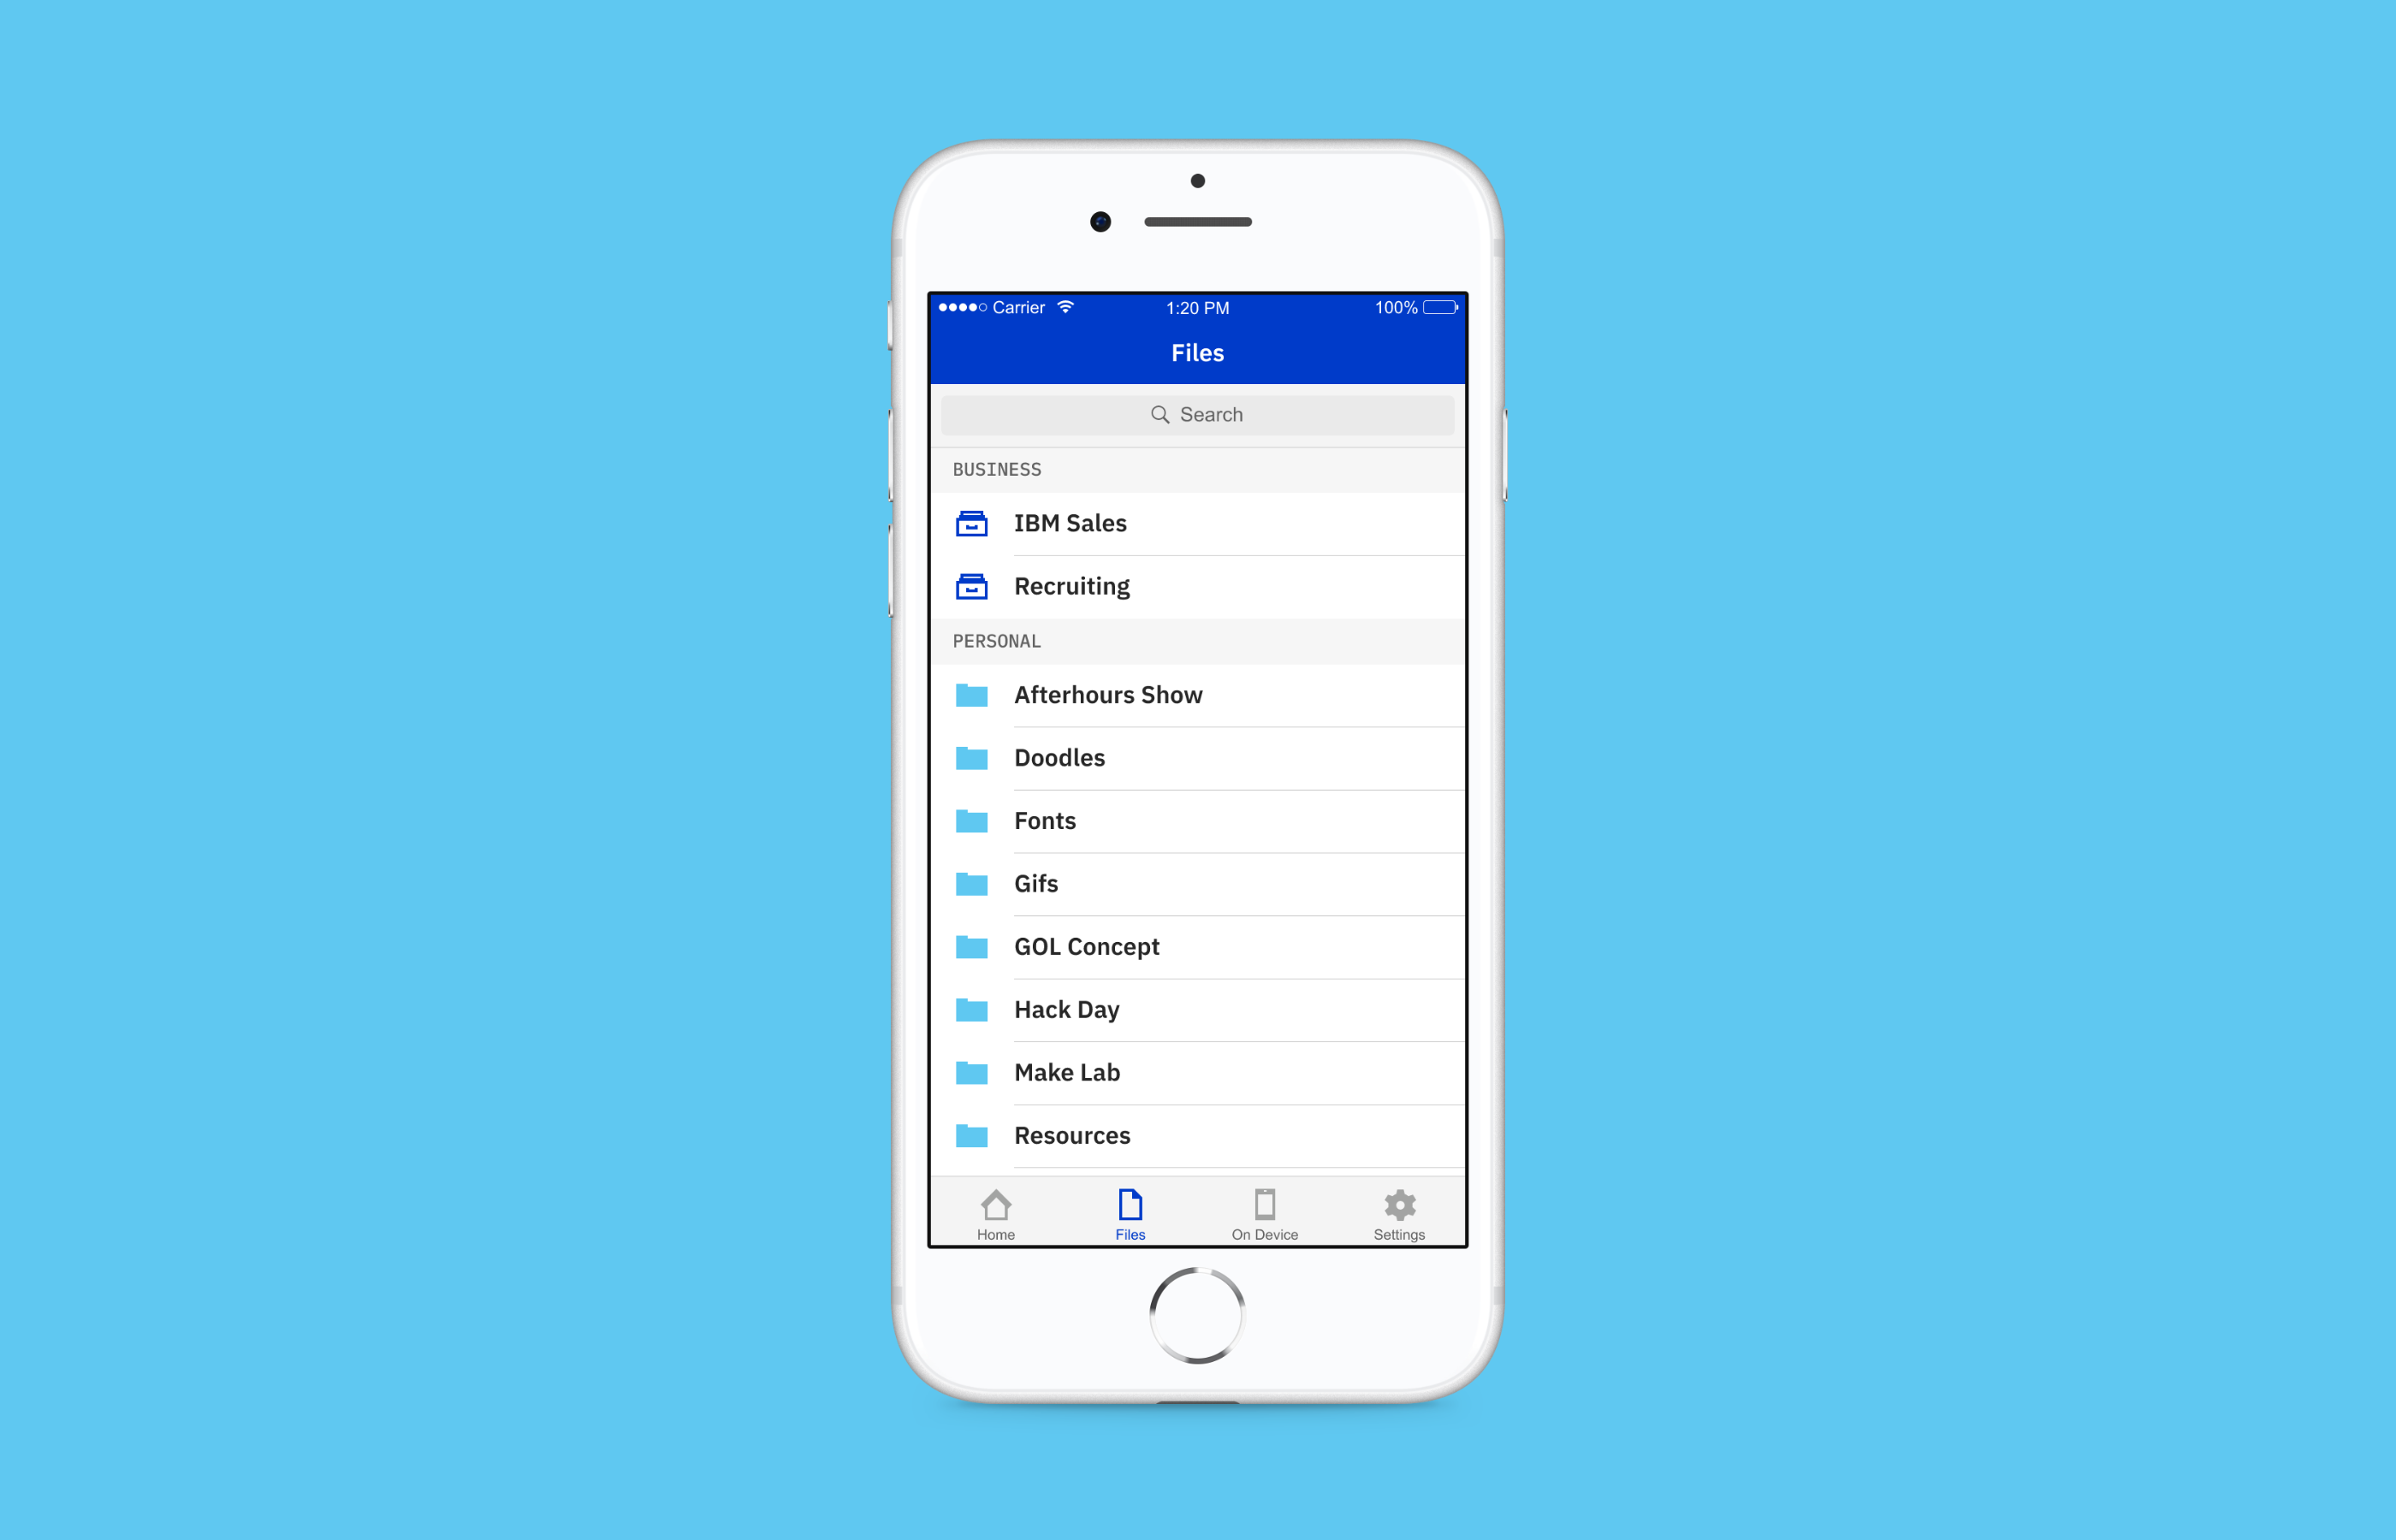 Carrier 1:20 PM 100%
Files
Search
BUSINESS
IBM Sales
Recruiting
PERSONAL
Afterhours Show
Doodles
Fonts
Gifs
GOL Concept
Hack Day
Make Lab
Resources
Home Files On Device Settings